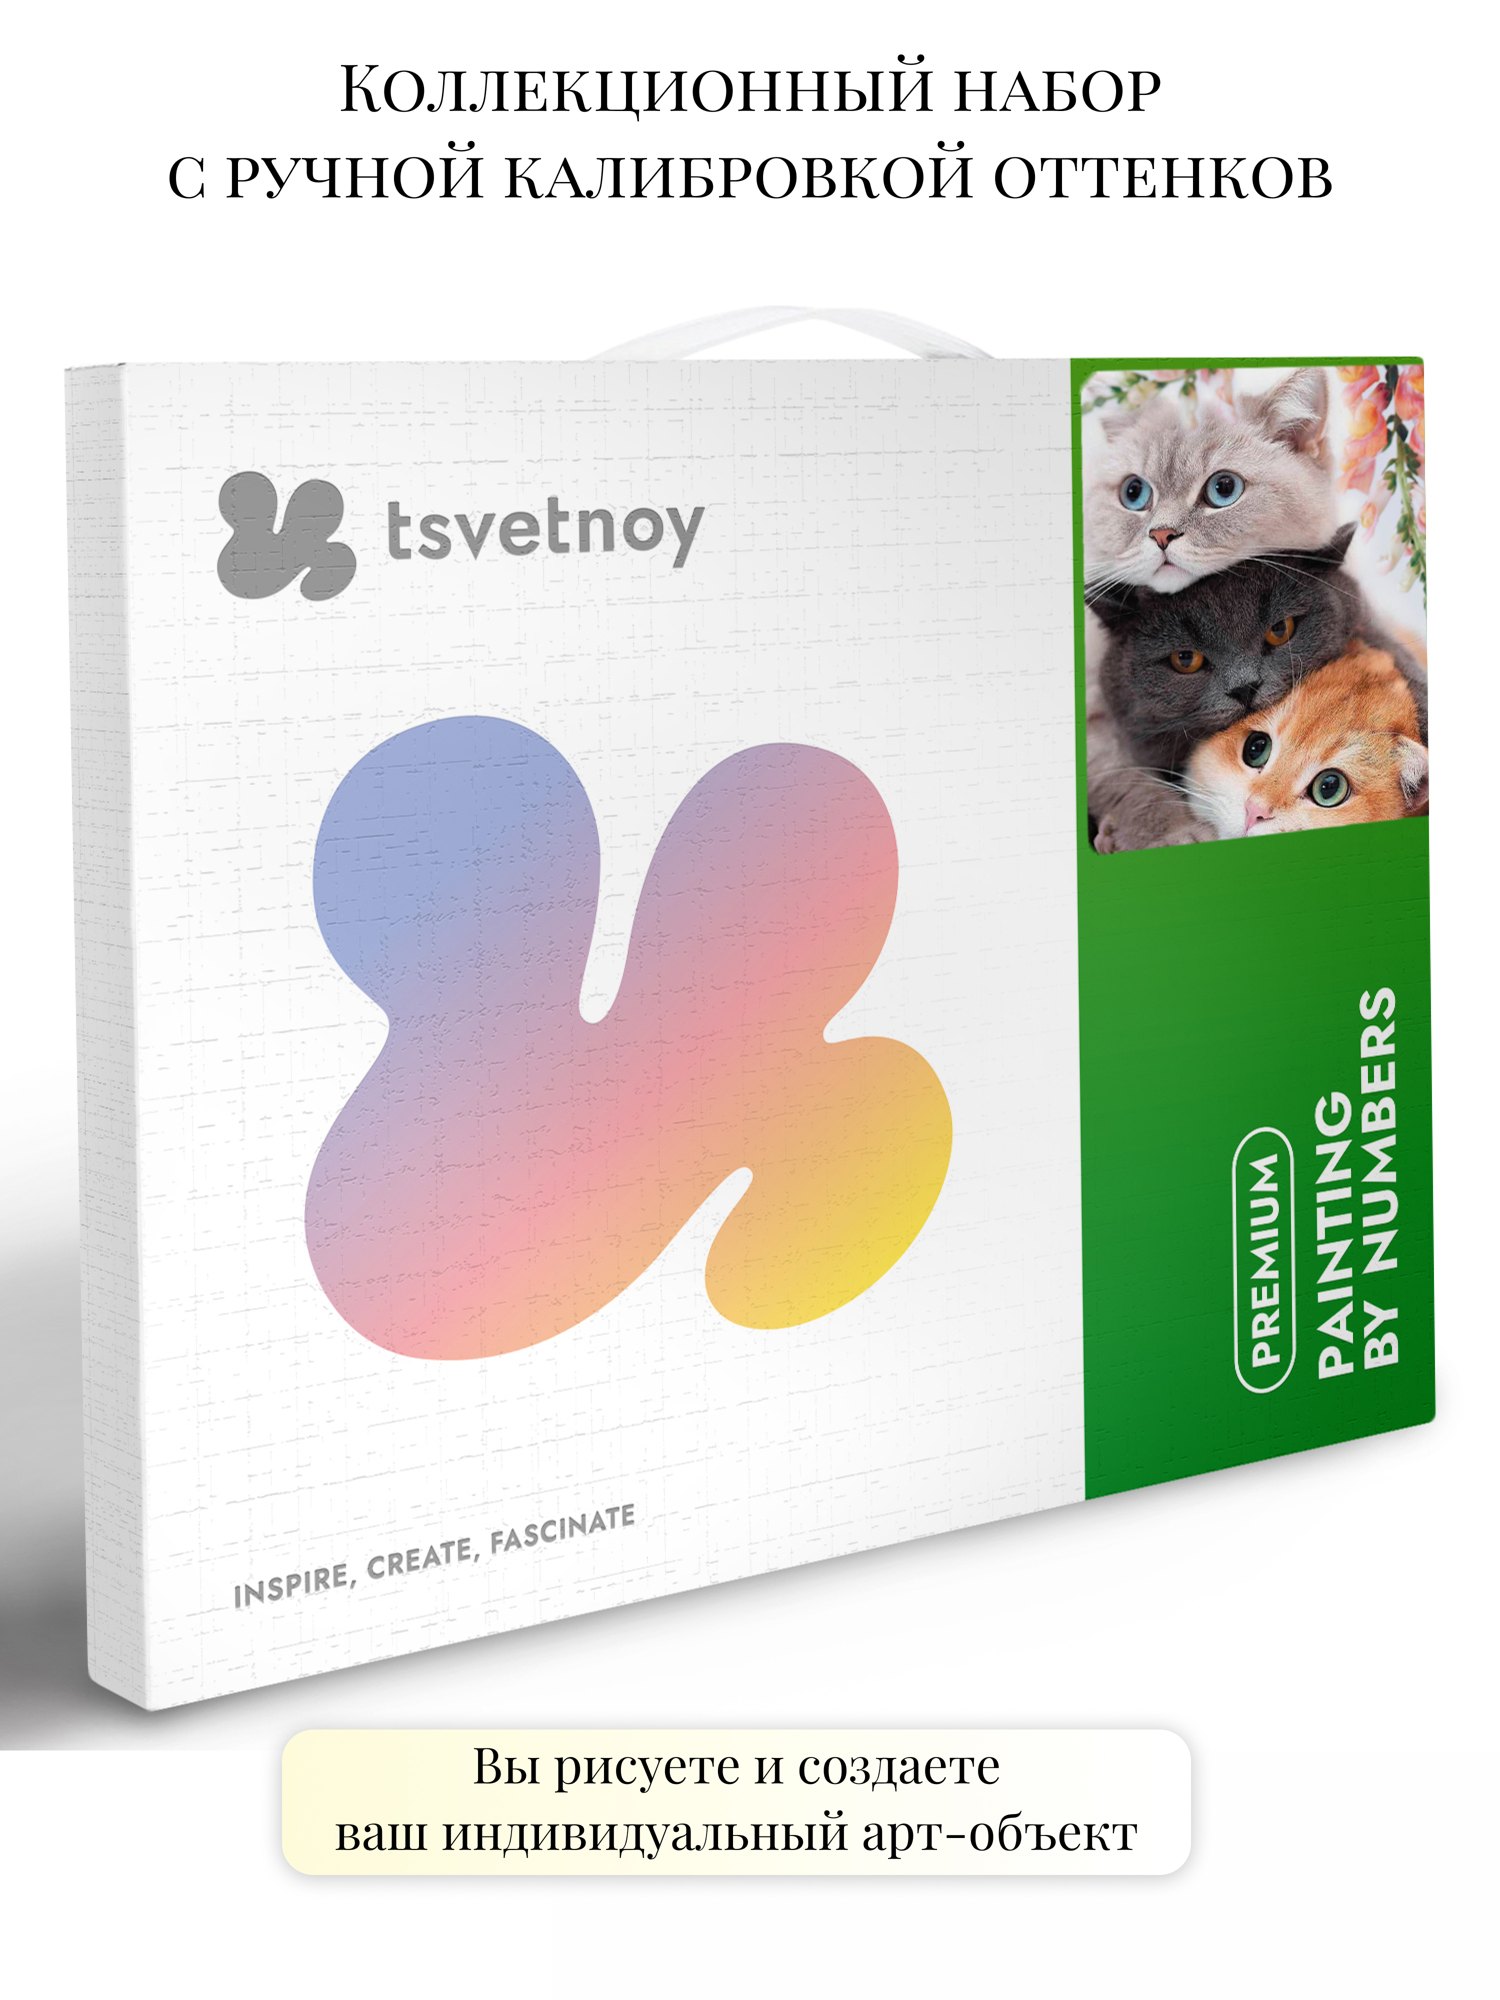 Коллекционный набор
с ручной калибровкой оттенков
tsvetnoy
PREMIUM
PAINTING
BY NUMBERS
INSPIRE, CREATE, FASCINATE
Вы рисуете и создаете
ваш индивидуальный арт-объект